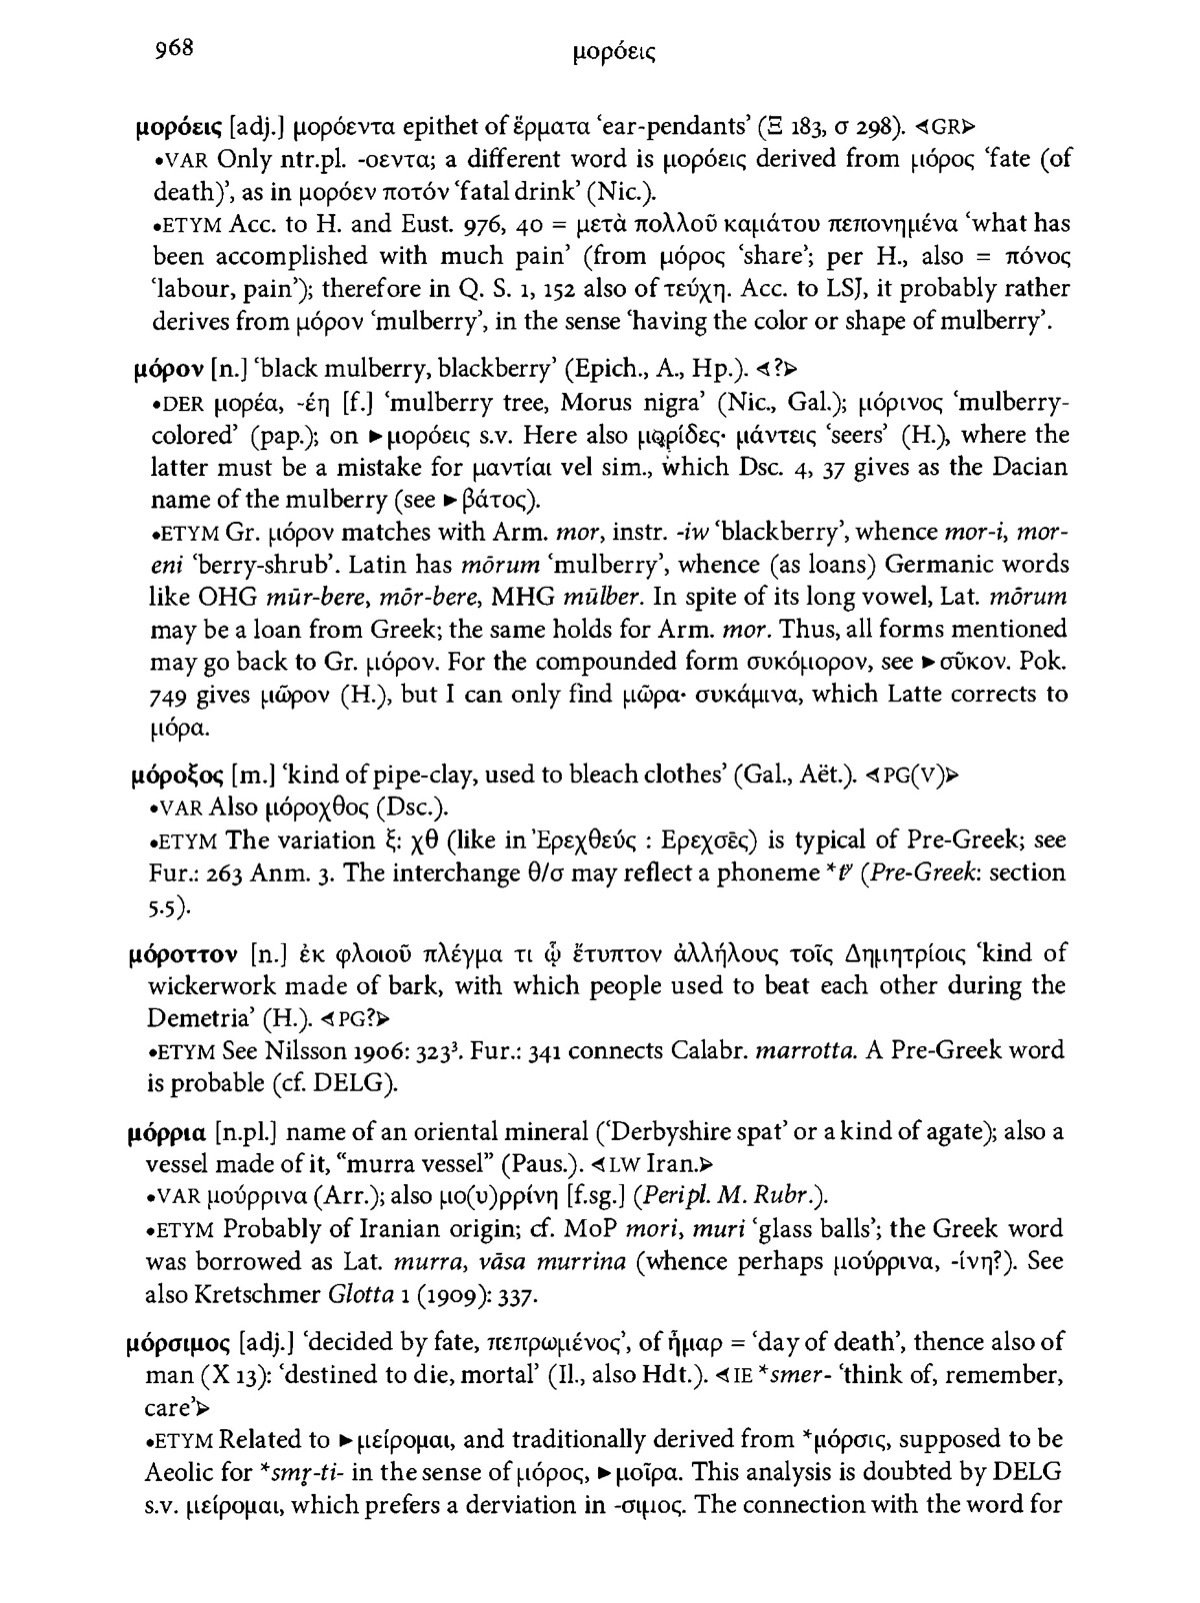 968
μορόεις
μορόεις [adj.] μορόεντα epithet of ἕρματα ‘ear-pendants’ (Ξ 183, σ 298). ◄GR►
•VAR Only ntr.pl. -οεντα; a different word is μορόεις derived from μόρος ‘fate (of
death)’, as in μορόεν ποτόν ‘fatal drink’ (Nic.).
•ETYM Acc. to H. and Eust. 976, 40 = μετὰ πολλοῦ καμάτου πεπονημένα ‘what has
been accomplished with much pain’ (from μόρος ‘share’; per H., also = πόνος
‘labour, pain’); therefore in Q. S. 1, 152 also of τεύχη. Acc. to LSJ, it probably rather
derives from μόρον ‘mulberry’, in the sense ‘having the color or shape of mulberry’.
μόρον [n.] ‘black mulberry, blackberry’ (Epich., A., Hp.). ◄?►
•DER μορέα, -έη [f.] ‘mulberry tree, Morus nigra’ (Nic., Gal.); μόρινος ‘mulberry-
colored’ (pap.); on ►μορόεις s.v. Here also μορίδες· μάντεις ‘seers’ (H.), where the
latter must be a mistake for μαντίαι vel sim., which Dsc. 4, 37 gives as the Dacian
name of the mulberry (see ►βάτος).
•ETYM Gr. μόρον matches with Arm. mor, instr. -iw ‘blackberry’, whence mor-i, mor-
eni ‘berry-shrub’. Latin has mōrum ‘mulberry’, whence (as loans) Germanic words
like OHG mūr-bere, mōr-bere, MHG mūlber. In spite of its long vowel, Lat. mōrum
may be a loan from Greek; the same holds for Arm. mor. Thus, all forms mentioned
may go back to Gr. μόρον. For the compounded form συκόμορον, see ►σῦκον. Pok.
749 gives μῶρον (H.), but I can only find μῶρα· συκάμινα, which Latte corrects to
μόρα.
μόροξος [m.] ‘kind of pipe-clay, used to bleach clothes’ (Gal., Aët.). ◄PG(V)►
•VAR Also μόροχθος (Dsc.).
•ETYM The variation ξ: χθ (like in Ἐρεχθεύς : Ερεχσε̄ς) is typical of Pre-Greek; see
Fur.: 263 Anm. 3. The interchange θ/σ may reflect a phoneme *tʸ (Pre-Greek: section
5.5).
μόροττον [n.] ἐκ φλοιοῦ πλέγμα τι ᾧ ἔτυπτον ἀλλήλους τοῖς Δημητρίοις ‘kind of
wickerwork made of bark, with which people used to beat each other during the
Demetria’ (H.). ◄PG?►
•ETYM See Nilsson 1906: 323³. Fur.: 341 connects Calabr. marrotta. A Pre-Greek word
is probable (cf. DELG).
μόρρια [n.pl.] name of an oriental mineral (‘Derbyshire spat’ or a kind of agate); also a
vessel made of it, “murra vessel” (Paus.). ◄LW Iran.►
•VAR μούρρινα (Arr.); also μο(υ)ρρίνη [f.sg.] (Peripl. M. Rubr.).
•ETYM Probably of Iranian origin; cf. MoP mori, muri ‘glass balls’; the Greek word
was borrowed as Lat. murra, vāsa murrina (whence perhaps μούρρινα, -ίνη?). See
also Kretschmer Glotta 1 (1909): 337.
μόρσιμος [adj.] ‘decided by fate, πεπρωμένος’, of ἦμαρ = ‘day of death’, thence also of
man (X 13): ‘destined to die, mortal’ (Il., also Hdt.). ◄IE *smer- ‘think of, remember,
care’►
•ETYM Related to ►μείρομαι, and traditionally derived from *μόρσις, supposed to be
Aeolic for *smr̥-ti- in the sense of μόρος, ►μοῖρα. This analysis is doubted by DELG
s.v. μείρομαι, which prefers a derviation in -σιμος. The connection with the word for